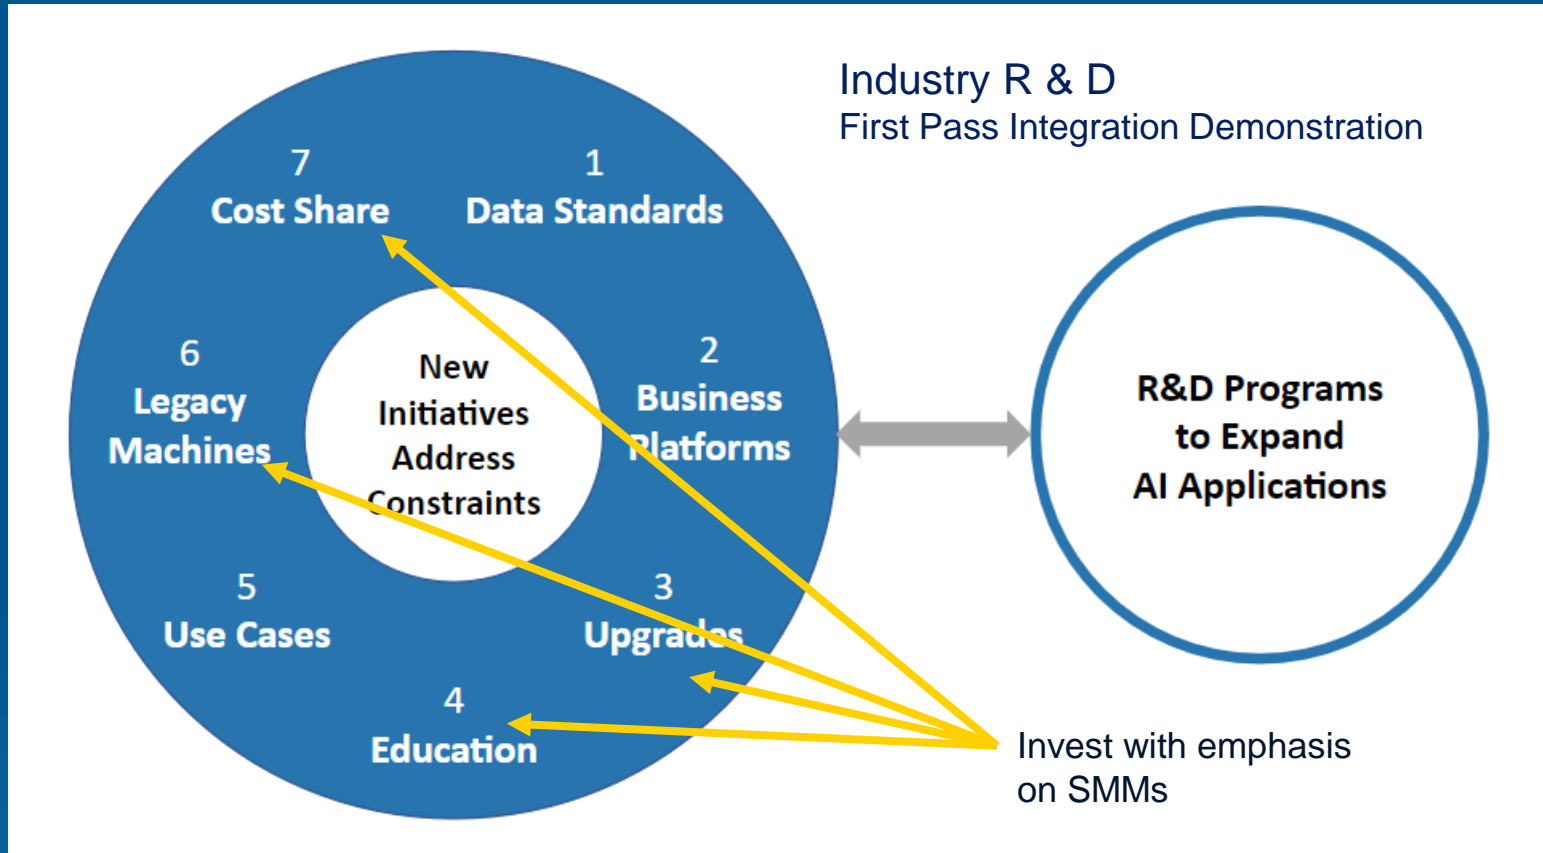 Industry R & D
First Pass Integration Demonstration
7
Cost Share
1
Data Standards
6
Legacy
Machines
New
Initiatives
Address
Constraints
2
Business
Platforms
R&D Programs
to Expand
AI Applications
5
Use Cases
3
Upgrades
4
Education
Invest with emphasis
on SMMs